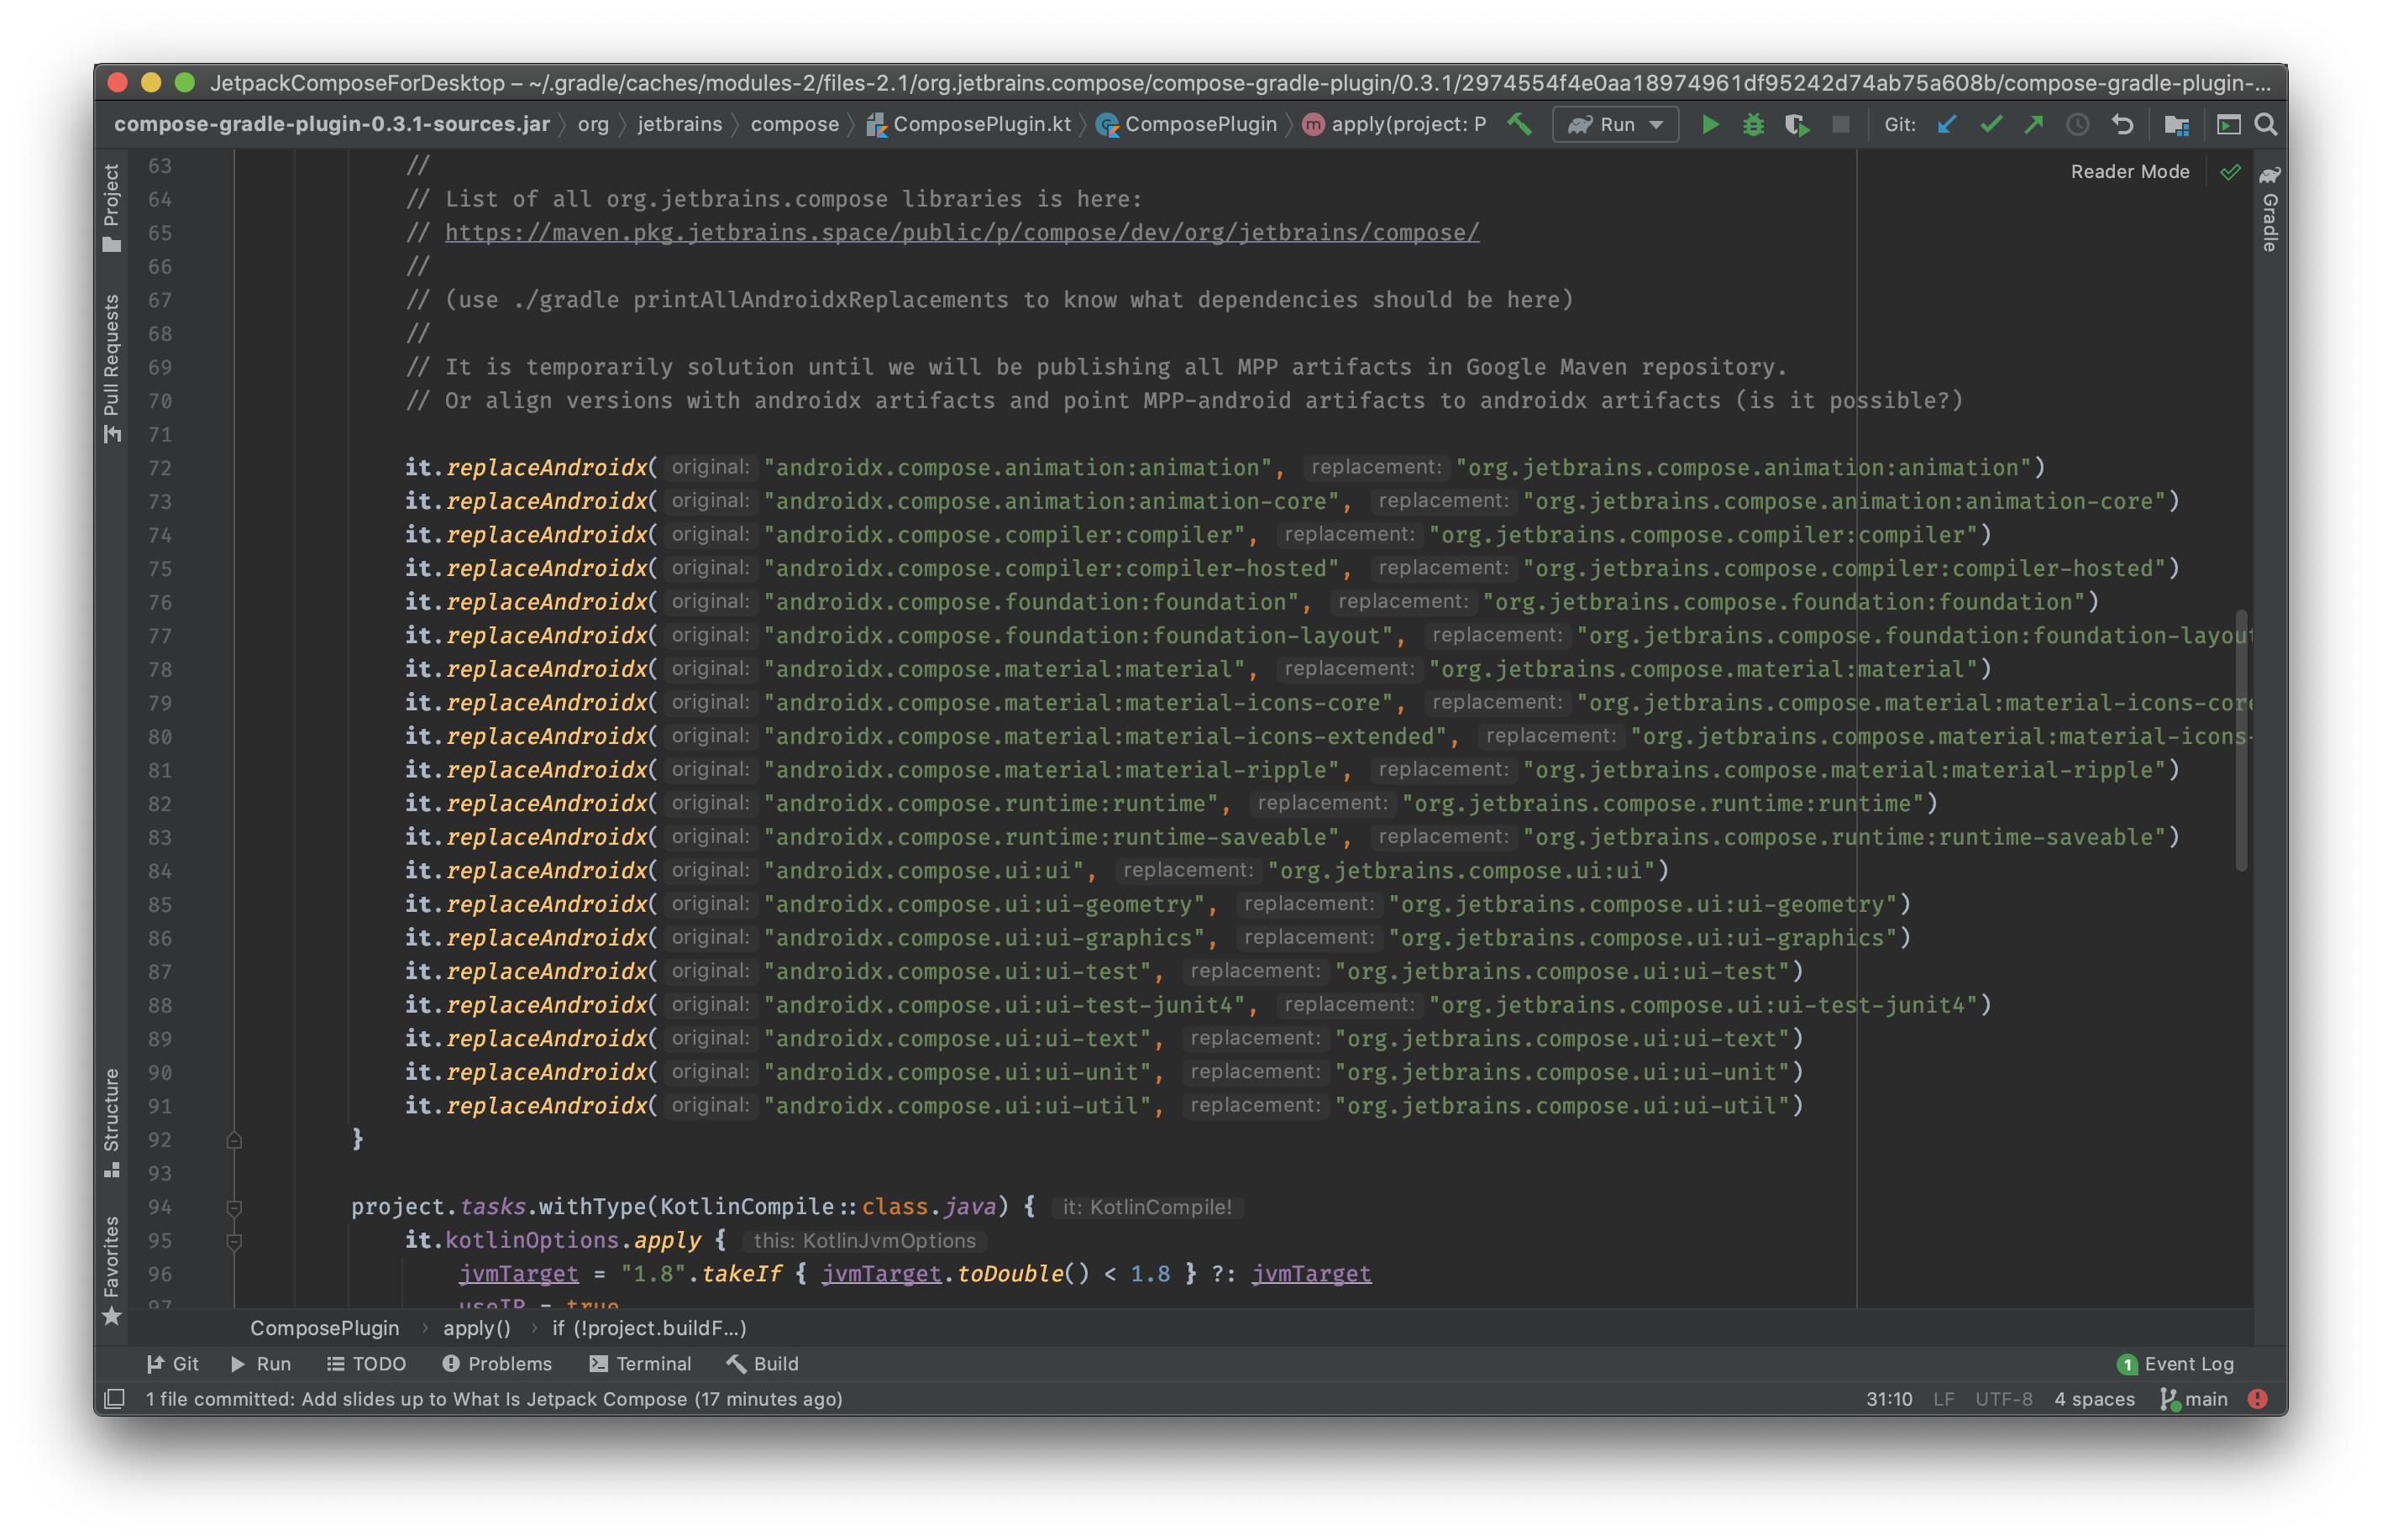 JetpackComposeForDesktop – ~/.gradle/caches/modules-2/files-2.1/org.jetbrains.compose/compose-gradle-plugin/0.3.1/2974554f4e0aa18974961df95242d74ab75a608b/compose-gradle-plugin-...
compose-gradle-plugin-0.3.1-sources.jar org jetbrains compose ComposePlugin.kt ComposePlugin m apply(project: P Run Git:
Reader Mode
Project
Pull Requests
Structure
Favorites
Gradle
63 //
64 // List of all org.jetbrains.compose libraries is here:
65 // https://maven.pkg.jetbrains.space/public/p/compose/dev/org/jetbrains/compose/
66 //
67 // (use ./gradle printAllAndroidxReplacements to know what dependencies should be here)
68 //
69 // It is temporarily solution until we will be publishing all MPP artifacts in Google Maven repository.
70 // Or align versions with androidx artifacts and point MPP-android artifacts to androidx artifacts (is it possible?)
71
72 it.replaceAndroidx( original: "androidx.compose.animation:animation", replacement: "org.jetbrains.compose.animation:animation")
73 it.replaceAndroidx( original: "androidx.compose.animation:animation-core", replacement: "org.jetbrains.compose.animation:animation-core")
74 it.replaceAndroidx( original: "androidx.compose.compiler:compiler", replacement: "org.jetbrains.compose.compiler:compiler")
75 it.replaceAndroidx( original: "androidx.compose.compiler:compiler-hosted", replacement: "org.jetbrains.compose.compiler:compiler-hosted")
76 it.replaceAndroidx( original: "androidx.compose.foundation:foundation", replacement: "org.jetbrains.compose.foundation:foundation")
77 it.replaceAndroidx( original: "androidx.compose.foundation:foundation-layout", replacement: "org.jetbrains.compose.foundation:foundation-layout
78 it.replaceAndroidx( original: "androidx.compose.material:material", replacement: "org.jetbrains.compose.material:material")
79 it.replaceAndroidx( original: "androidx.compose.material:material-icons-core", replacement: "org.jetbrains.compose.material:material-icons-core
80 it.replaceAndroidx( original: "androidx.compose.material:material-icons-extended", replacement: "org.jetbrains.compose.material:material-icons-
81 it.replaceAndroidx( original: "androidx.compose.material:material-ripple", replacement: "org.jetbrains.compose.material:material-ripple")
82 it.replaceAndroidx( original: "androidx.compose.runtime:runtime", replacement: "org.jetbrains.compose.runtime:runtime")
83 it.replaceAndroidx( original: "androidx.compose.runtime:runtime-saveable", replacement: "org.jetbrains.compose.runtime:runtime-saveable")
84 it.replaceAndroidx( original: "androidx.compose.ui:ui", replacement: "org.jetbrains.compose.ui:ui")
85 it.replaceAndroidx( original: "androidx.compose.ui:ui-geometry", replacement: "org.jetbrains.compose.ui:ui-geometry")
86 it.replaceAndroidx( original: "androidx.compose.ui:ui-graphics", replacement: "org.jetbrains.compose.ui:ui-graphics")
87 it.replaceAndroidx( original: "androidx.compose.ui:ui-test", replacement: "org.jetbrains.compose.ui:ui-test")
88 it.replaceAndroidx( original: "androidx.compose.ui:ui-test-junit4", replacement: "org.jetbrains.compose.ui:ui-test-junit4")
89 it.replaceAndroidx( original: "androidx.compose.ui:ui-text", replacement: "org.jetbrains.compose.ui:ui-text")
90 it.replaceAndroidx( original: "androidx.compose.ui:ui-unit", replacement: "org.jetbrains.compose.ui:ui-unit")
91 it.replaceAndroidx( original: "androidx.compose.ui:ui-util", replacement: "org.jetbrains.compose.ui:ui-util")
92 }
93
94 project.tasks.withType(KotlinCompile::class.java) { it: KotlinCompile!
95 it.kotlinOptions.apply { this: KotlinJvmOptions
96 jvmTarget = "1.8".takeIf { jvmTarget.toDouble() < 1.8 } ?: jvmTarget
97 useIR = true
ComposePlugin › apply() › if (!project.buildF...)
Git Run TODO Problems Terminal Build 1 Event Log
1 file committed: Add slides up to What Is Jetpack Compose (17 minutes ago) 31:10 LF UTF-8 4 spaces main